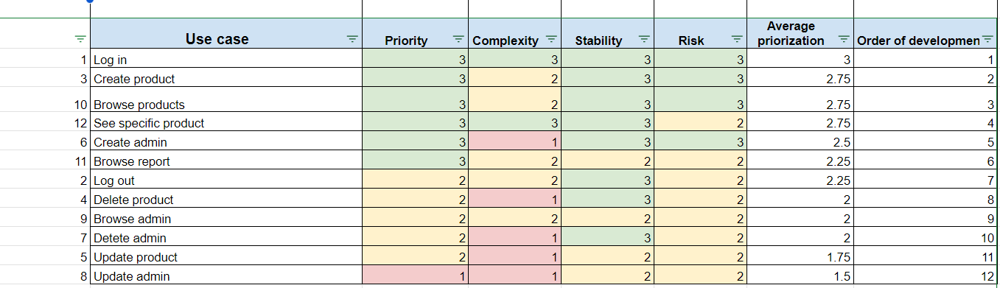 Use case Priority Complexity Stability Risk Average priorization Order of developmen
1 Log in 3 3 3 3 3 1
3 Create product 3 2 3 3 2.75 2
10 Browse products 3 2 3 3 2.75 3
12 See specific product 3 3 3 2 2.75 4
6 Create admin 3 1 3 3 2.5 5
11 Browse report 3 2 2 2 2.25 6
2 Log out 2 2 3 2 2.25 7
4 Delete product 2 1 3 2 2 8
9 Browse admin 2 2 2 2 2 9
7 Detete admin 2 1 3 2 2 10
5 Update product 2 1 2 2 1.75 11
8 Update admin 1 1 2 2 1.5 12